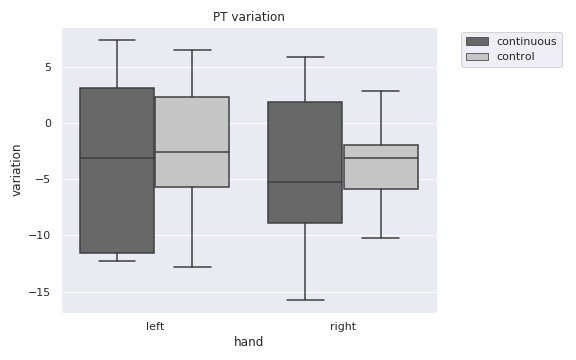 PT variation
continuous
control
variation
5
0
−5
−10
−15
left
right
hand